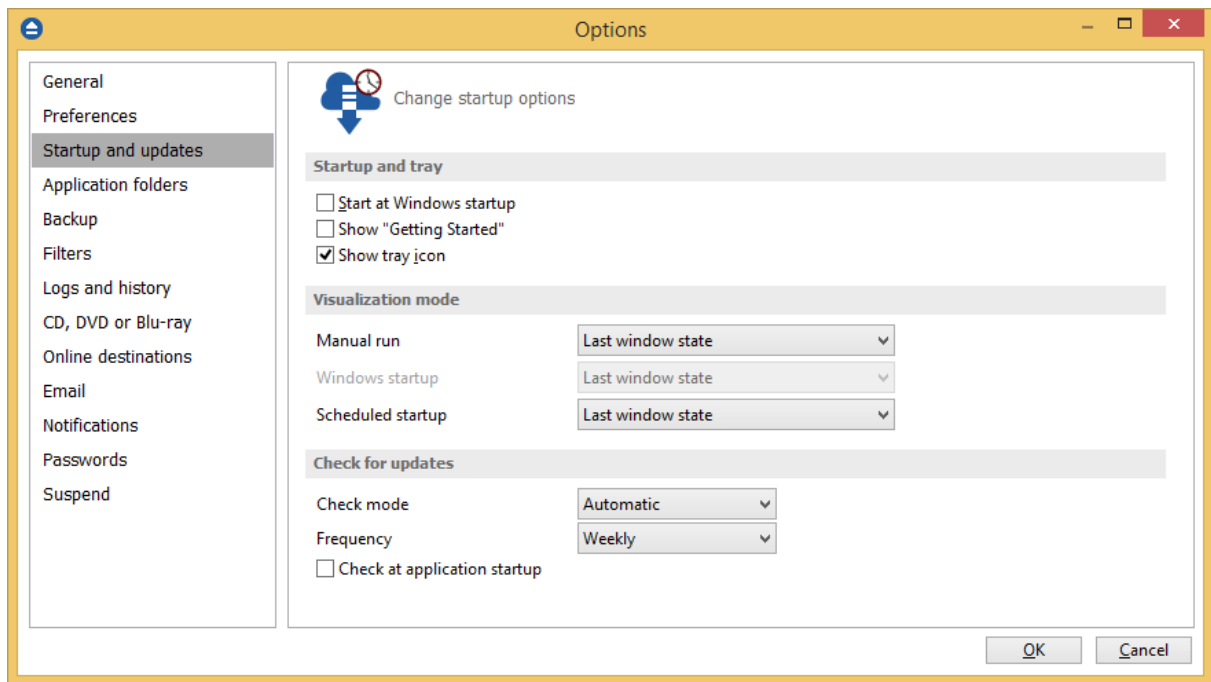 Options
General
Preferences
Startup and updates
Application folders
Backup
Filters
Logs and history
CD, DVD or Blu-ray
Online destinations
Email
Notifications
Passwords
Suspend
Change startup options
Startup and tray
Start at Windows startup
Show "Getting Started"
Show tray icon
Visualization mode
Manual run Last window state
Windows startup Last window state
Scheduled startup Last window state
Check for updates
Check mode Automatic
Frequency Weekly
Check at application startup
OK Cancel